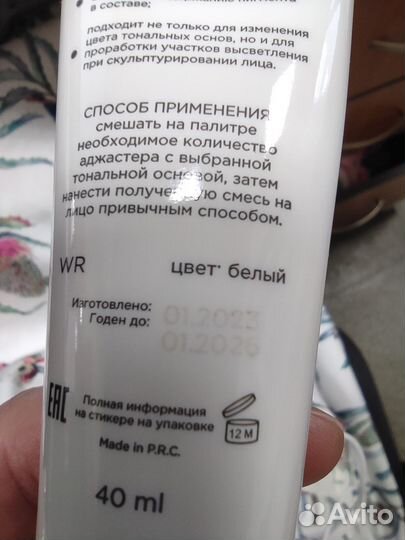 в составе;
подходит не только для изменения
цвета тональных основ, но и для
проработки участков высветления
при скульптурировании лица.
СПОСОБ ПРИМЕНЕНИЯ
смешать на палитре
необходимое количество
аджастера с выбранной
тональной основой, затем
нанести полученную смесь на
лицо привычным способом.
WR цвет* белый
Изготовлено: 01.2023
Годен до: 01.2026
EAC
Полная информация
на стикере на упаковке
12 M
Made in P.R.C.
40 ml
Avito